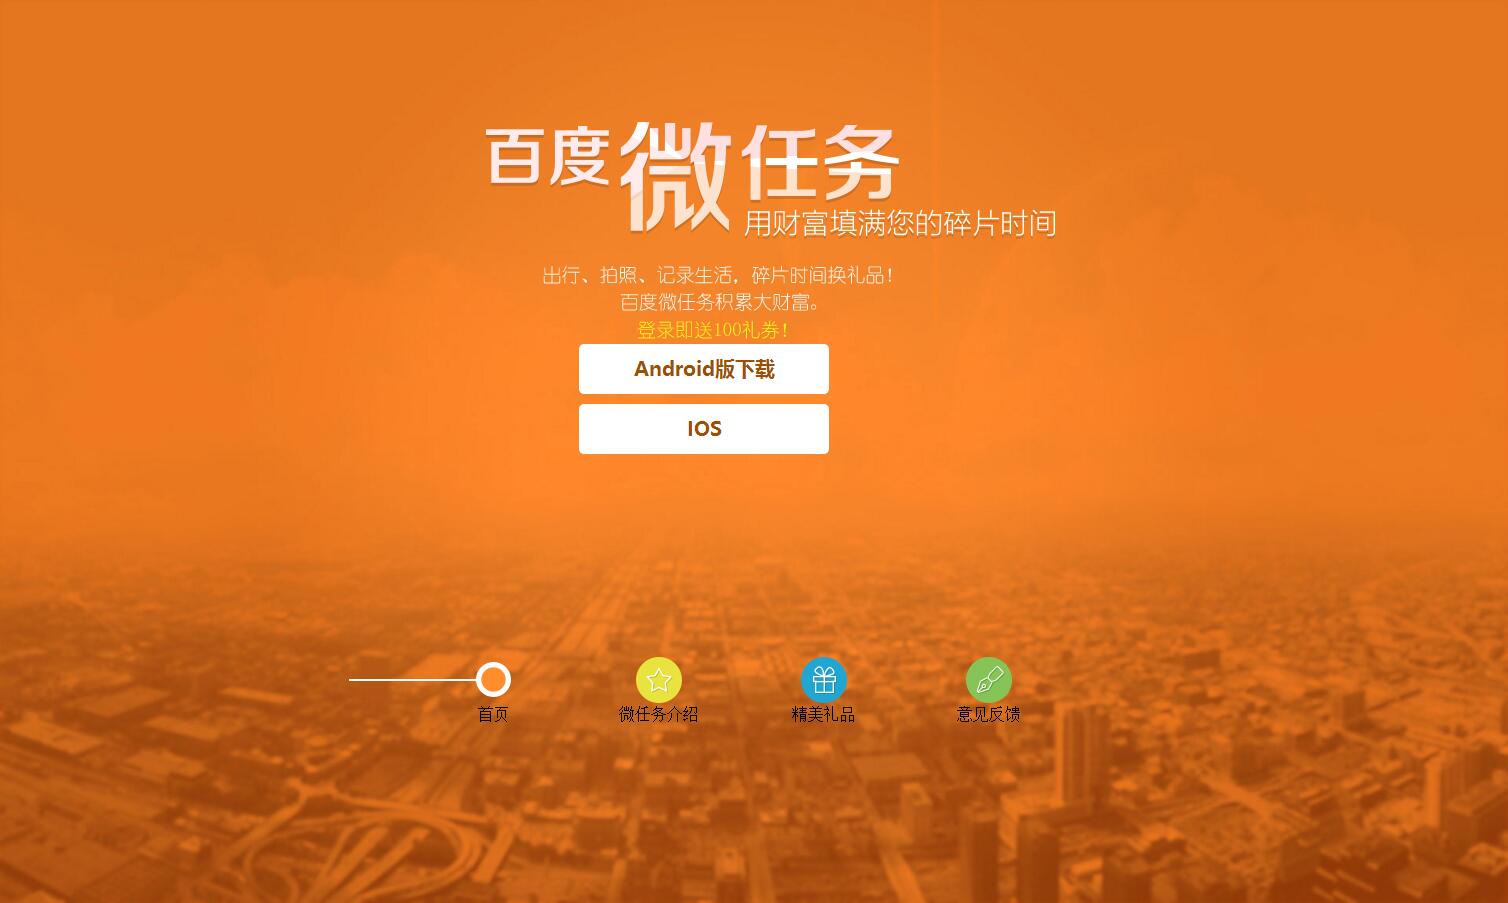 百度微任务
用财富填满您的碎片时间
出行、拍照、记录生活，碎片时间换礼品！
百度微任务积累大财富。
登录即送100礼券！
Android版下载
IOS
首页
微任务介绍
精美礼品
意见反馈